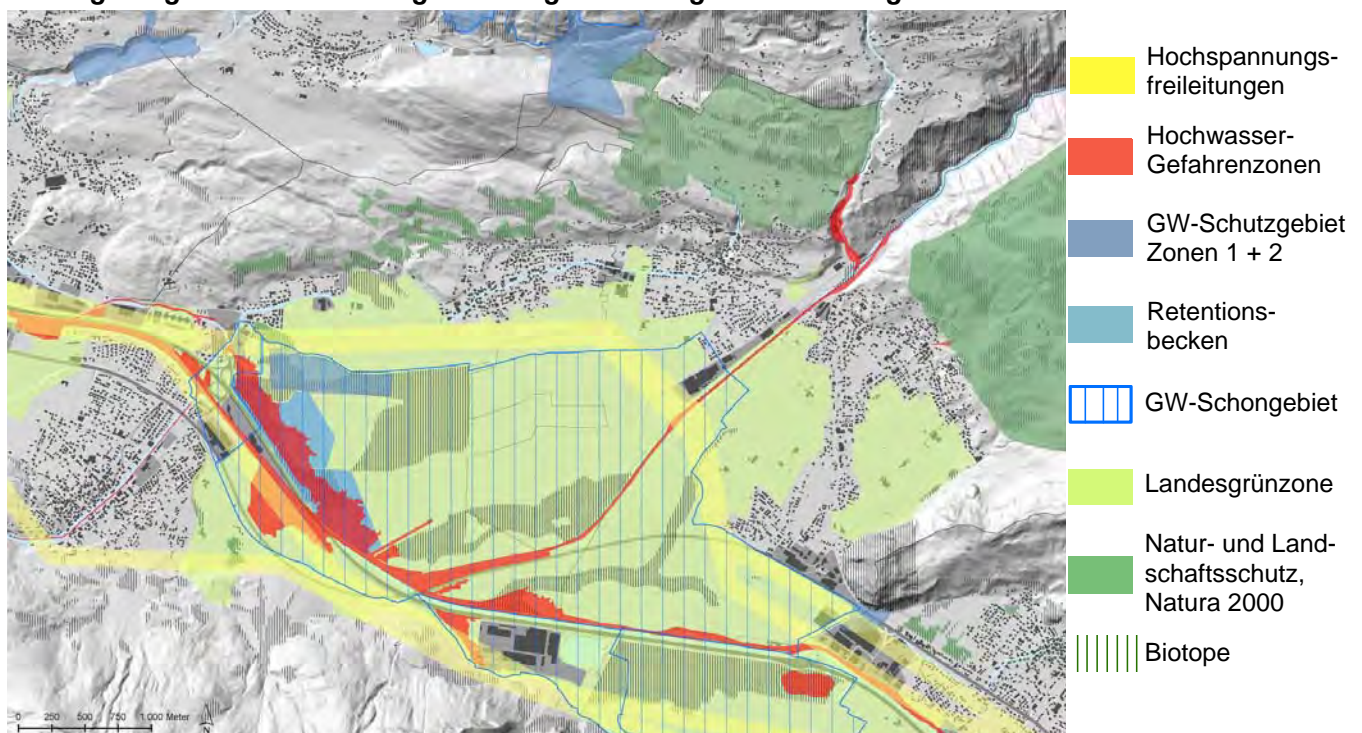 Hochspannungs-
freileitungen
Hochwasser-
Gefahrenzonen
GW-Schutzgebiet
Zonen 1 + 2
Retentions-
becken
GW-Schongebiet
Landesgrünzone
Natur- und Land-
schaftsschutz,
Natura 2000
Biotope
0 250 500 750 1.000 Meter
N